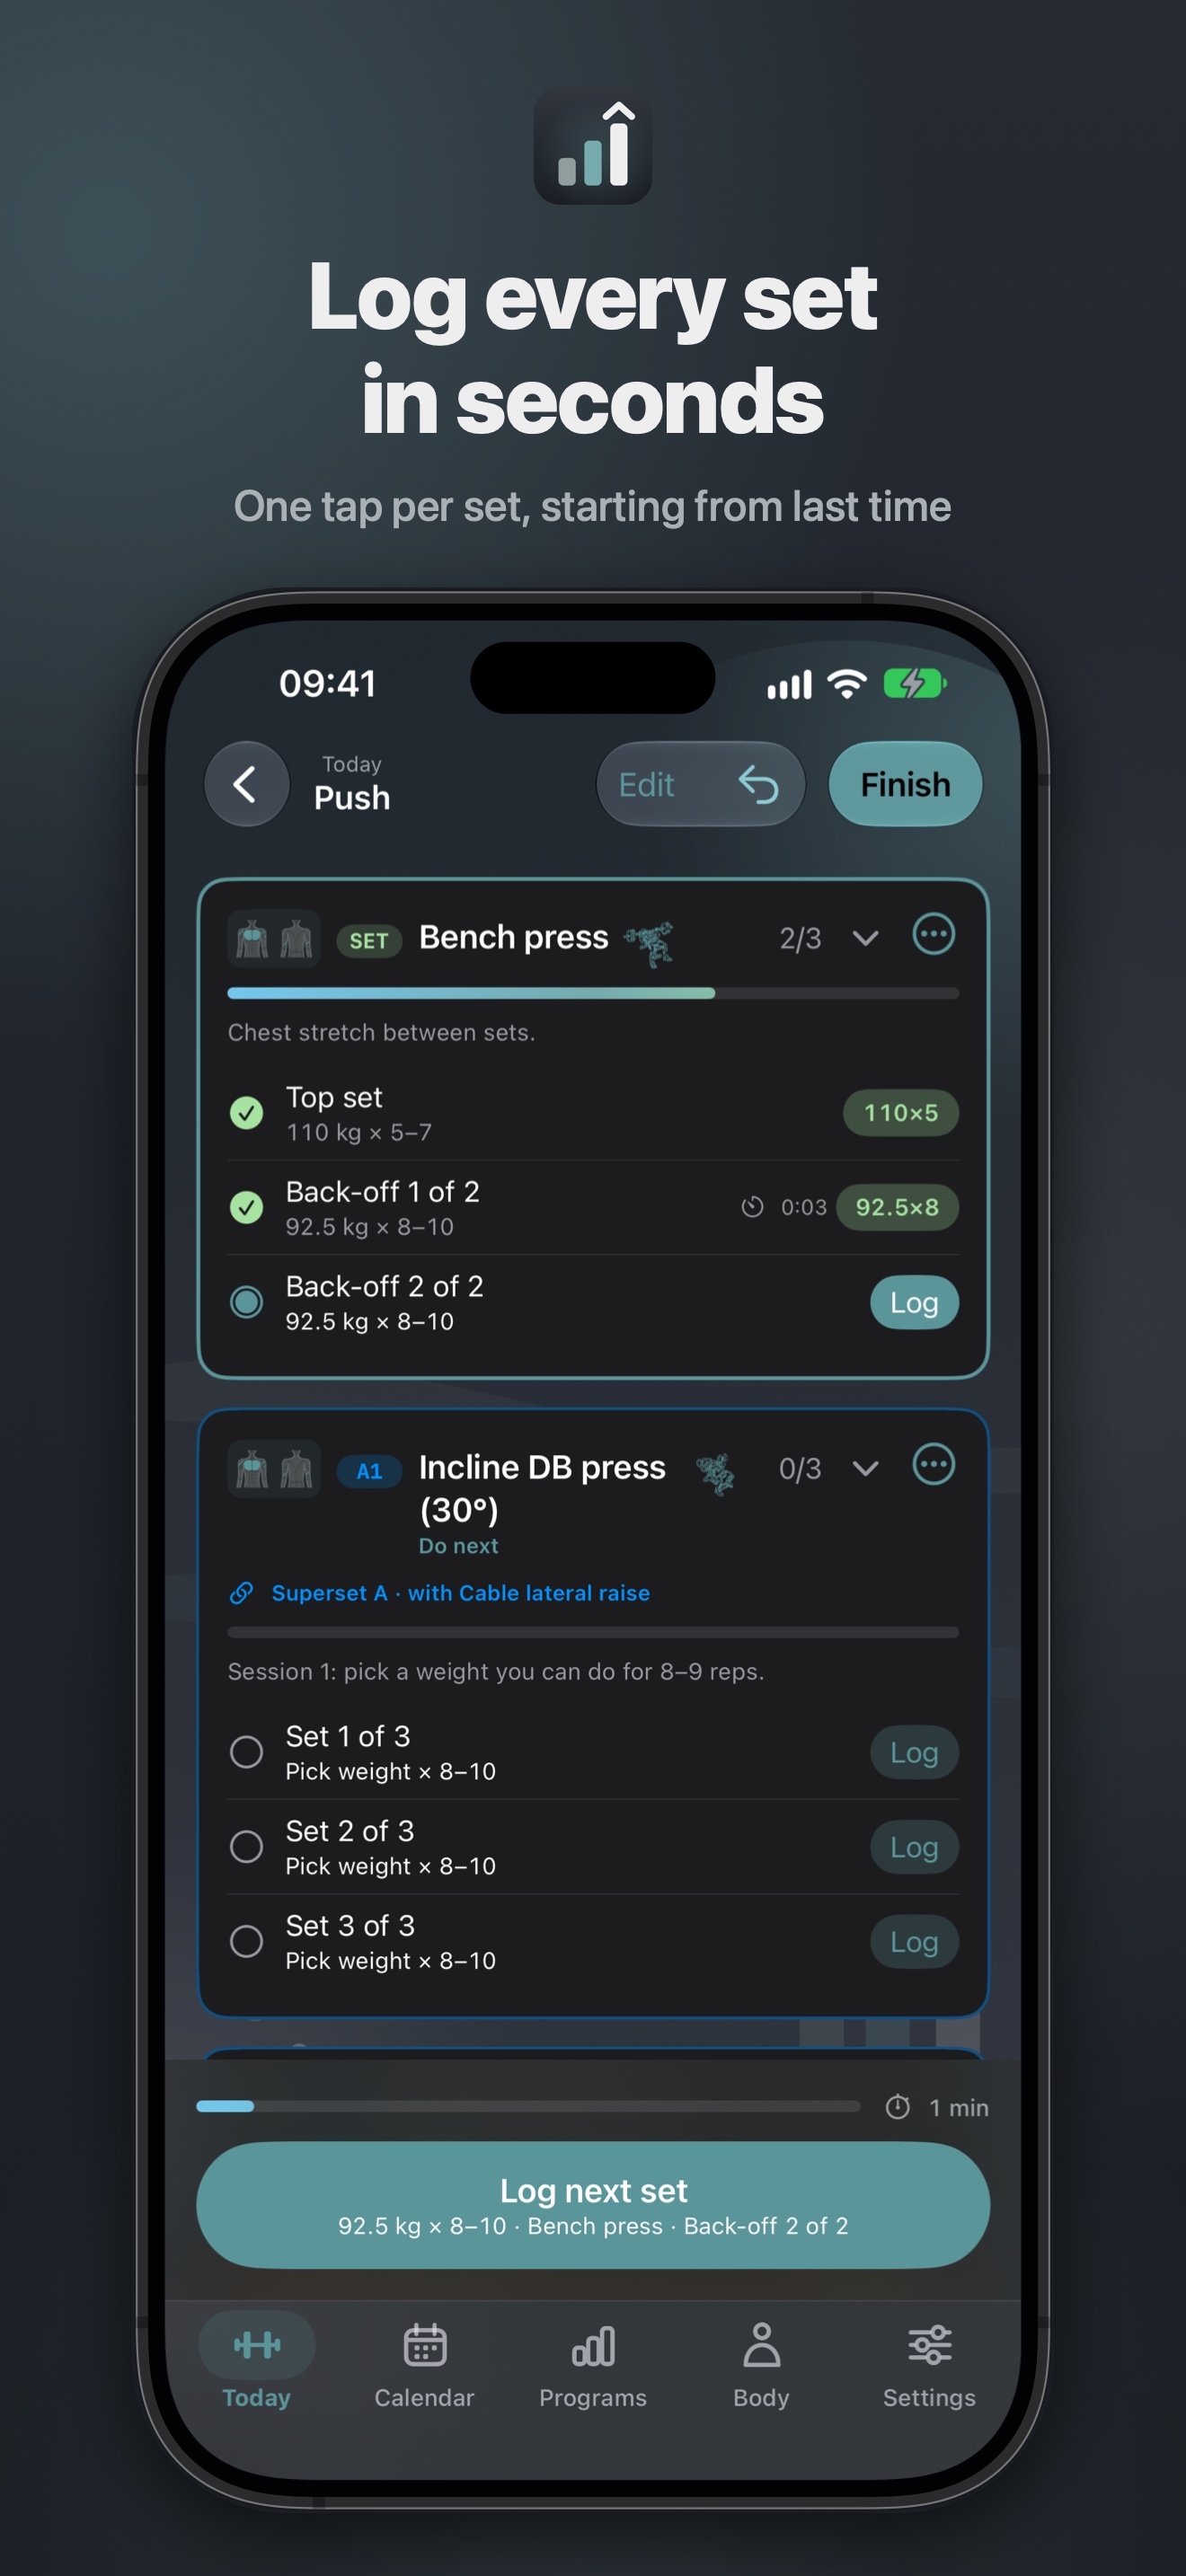 Log every set
in seconds
One tap per set, starting from last time
09:41
Today
Push
Edit
Finish
SET Bench press 2/3
Chest stretch between sets.
Top set
110 kg × 5–7
110×5
Back-off 1 of 2
92.5 kg × 8–10
0:03 92.5×8
Back-off 2 of 2
92.5 kg × 8–10
Log
A1 Incline DB press 0/3
(30°)
Do next
Superset A · with Cable lateral raise
Session 1: pick a weight you can do for 8–9 reps.
Set 1 of 3
Pick weight × 8–10
Log
Set 2 of 3
Pick weight × 8–10
Log
Set 3 of 3
Pick weight × 8–10
Log
1 min
Log next set
92.5 kg × 8–10 · Bench press · Back-off 2 of 2
Today Calendar Programs Body Settings